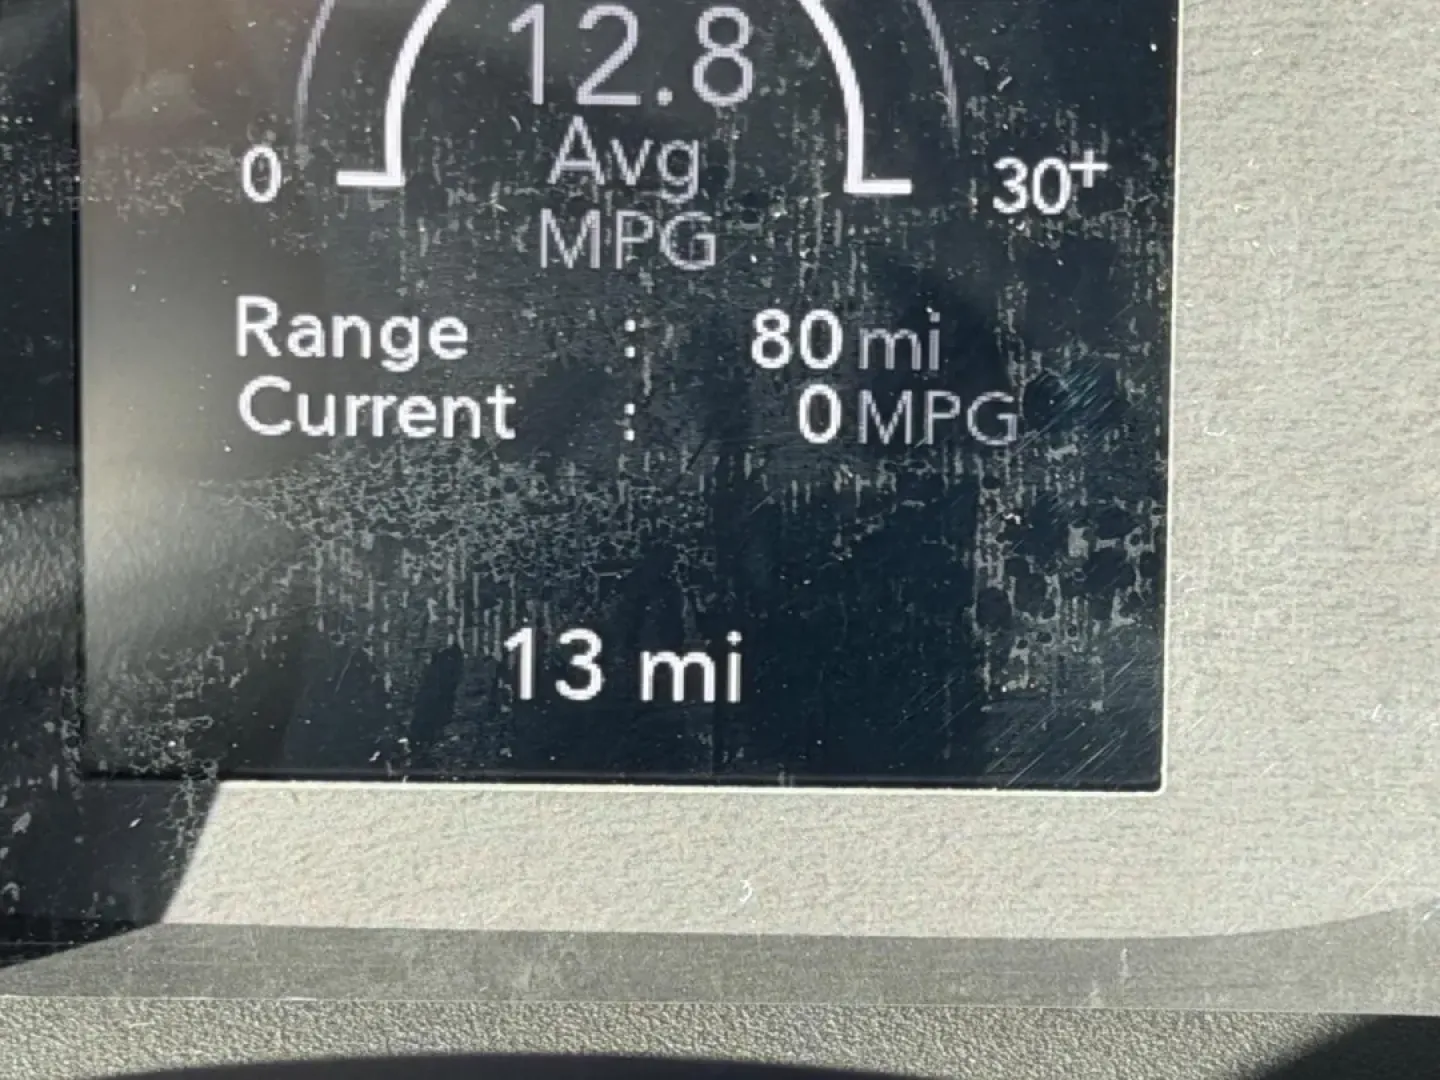 12.8
Avg
0 30+
MPG
Range : 80 mi
Current : 0 MPG
13 mi